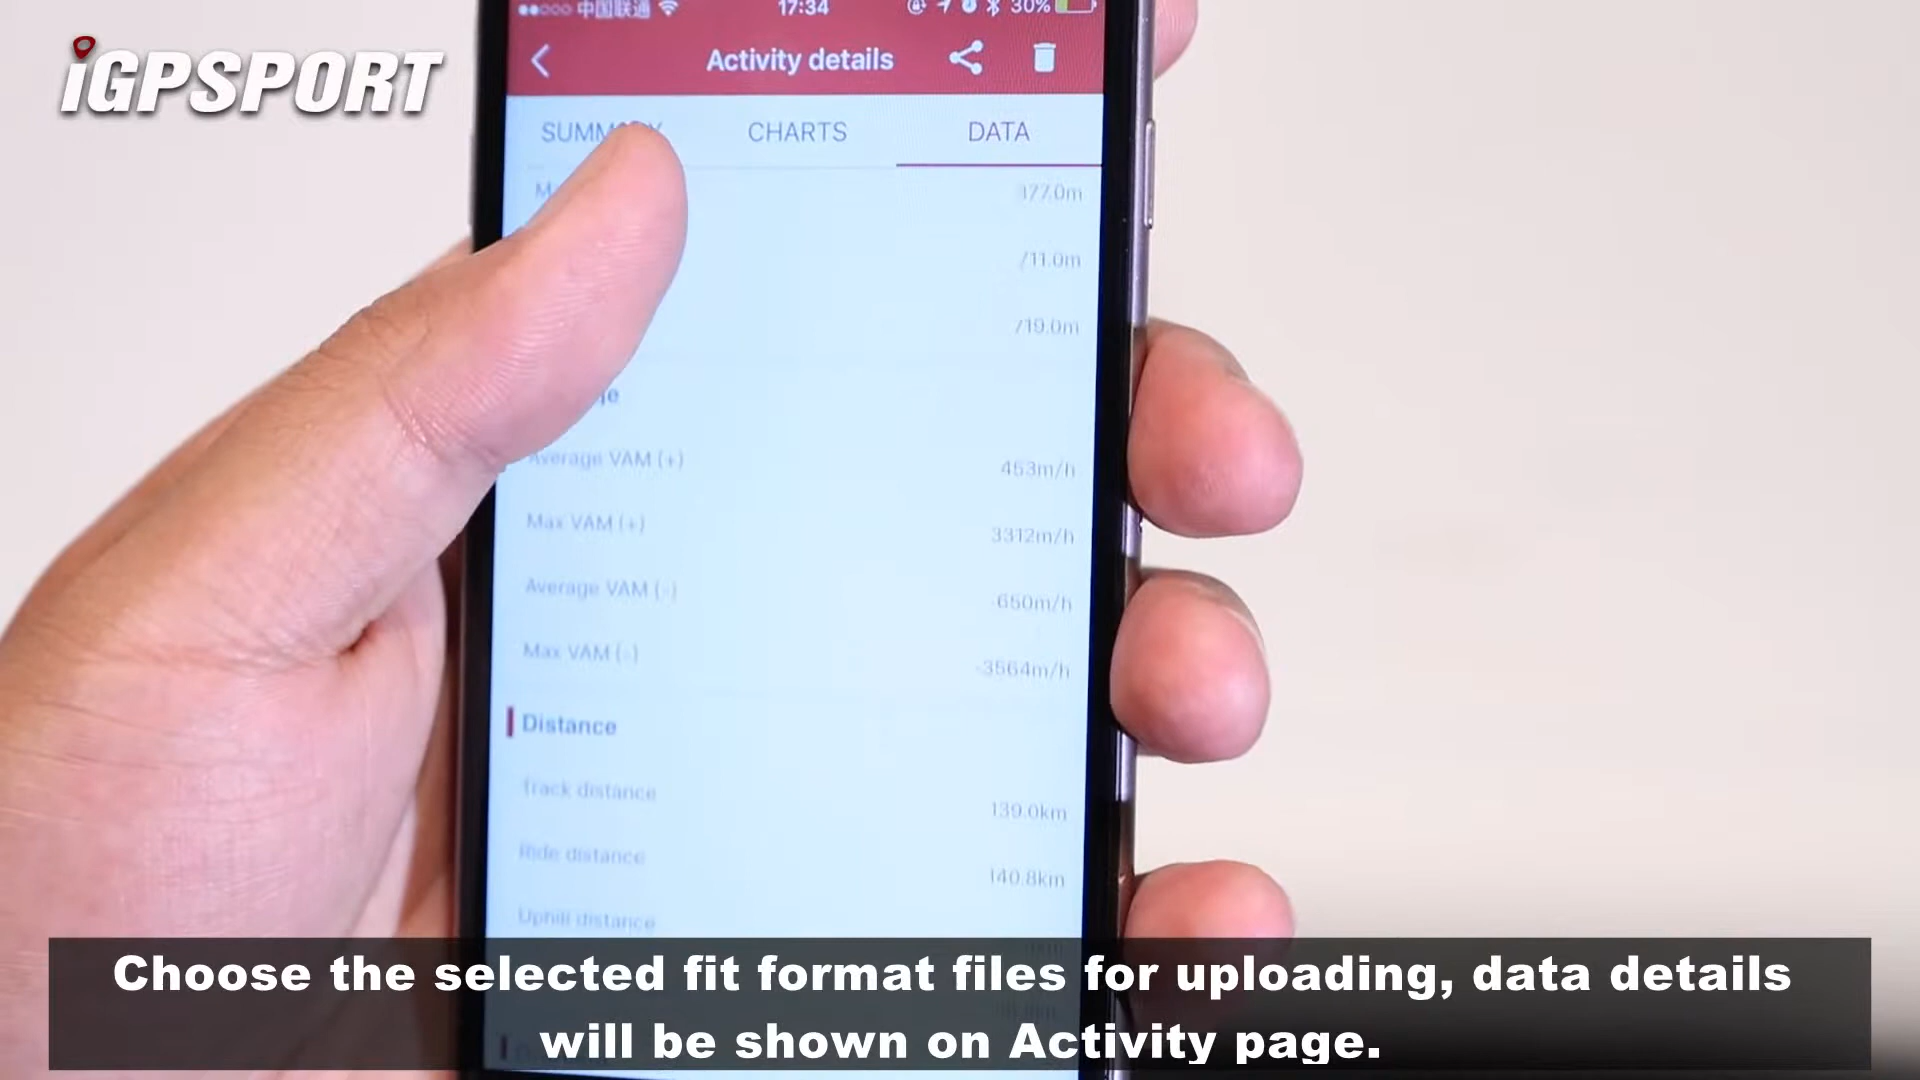 iGPSPORT
中国联通 17:34 30%
Activity details
SUMMARY CHARTS DATA
177.0m
711.0m
719.0m
Average VAM (+) 453m/h
Max VAM (+) 3312m/h
Average VAM (-) -650m/h
Max VAM (-) -3564m/h
Distance
Track distance 139.0km
Ride distance 140.8km
Uphill distance
Choose the selected fit format files for uploading, data details
will be shown on Activity page.